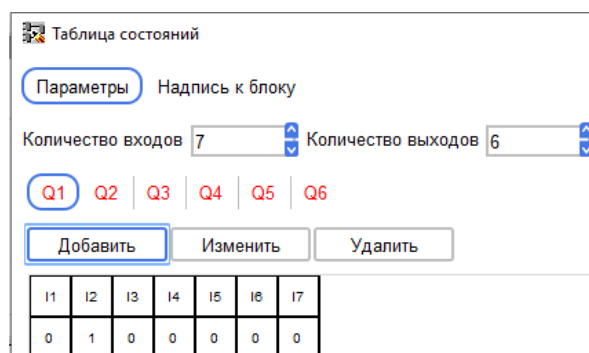 Таблица состояний
Параметры Надпись к блоку
Количество входов 7 Количество выходов 6
Q1 Q2 Q3 Q4 Q5 Q6
Добавить Изменить Удалить
I1 I2 I3 I4 I5 I6 I7
0 1 0 0 0 0 0